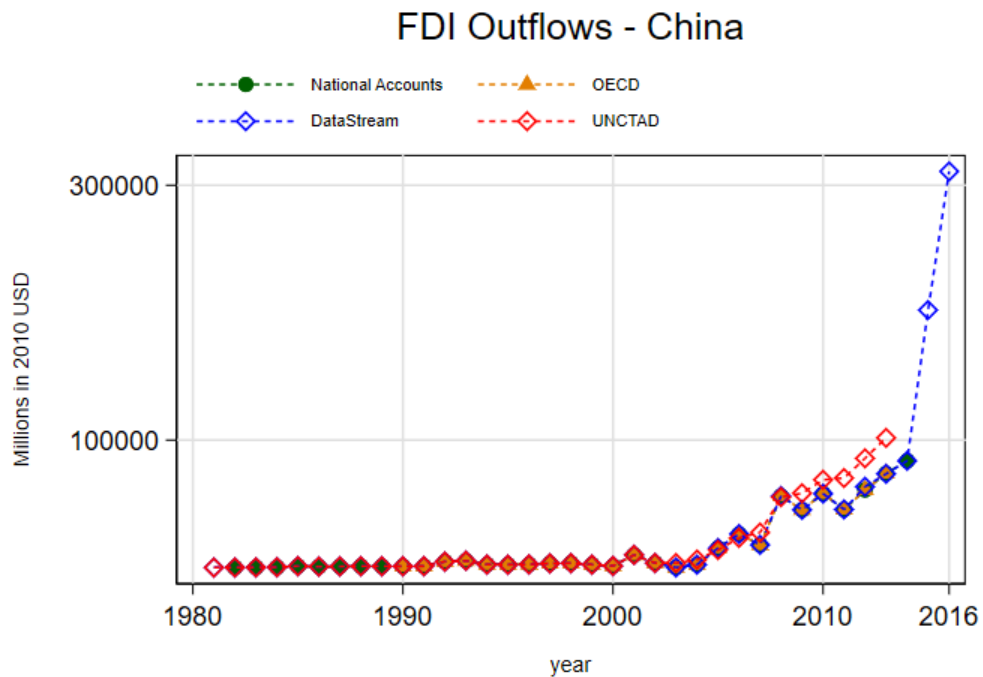 FDI Outflows - China
National Accounts
OECD
DataStream
UNCTAD
Millions in 2010 USD
300000
100000
1980
1990
2000
2010
2016
year